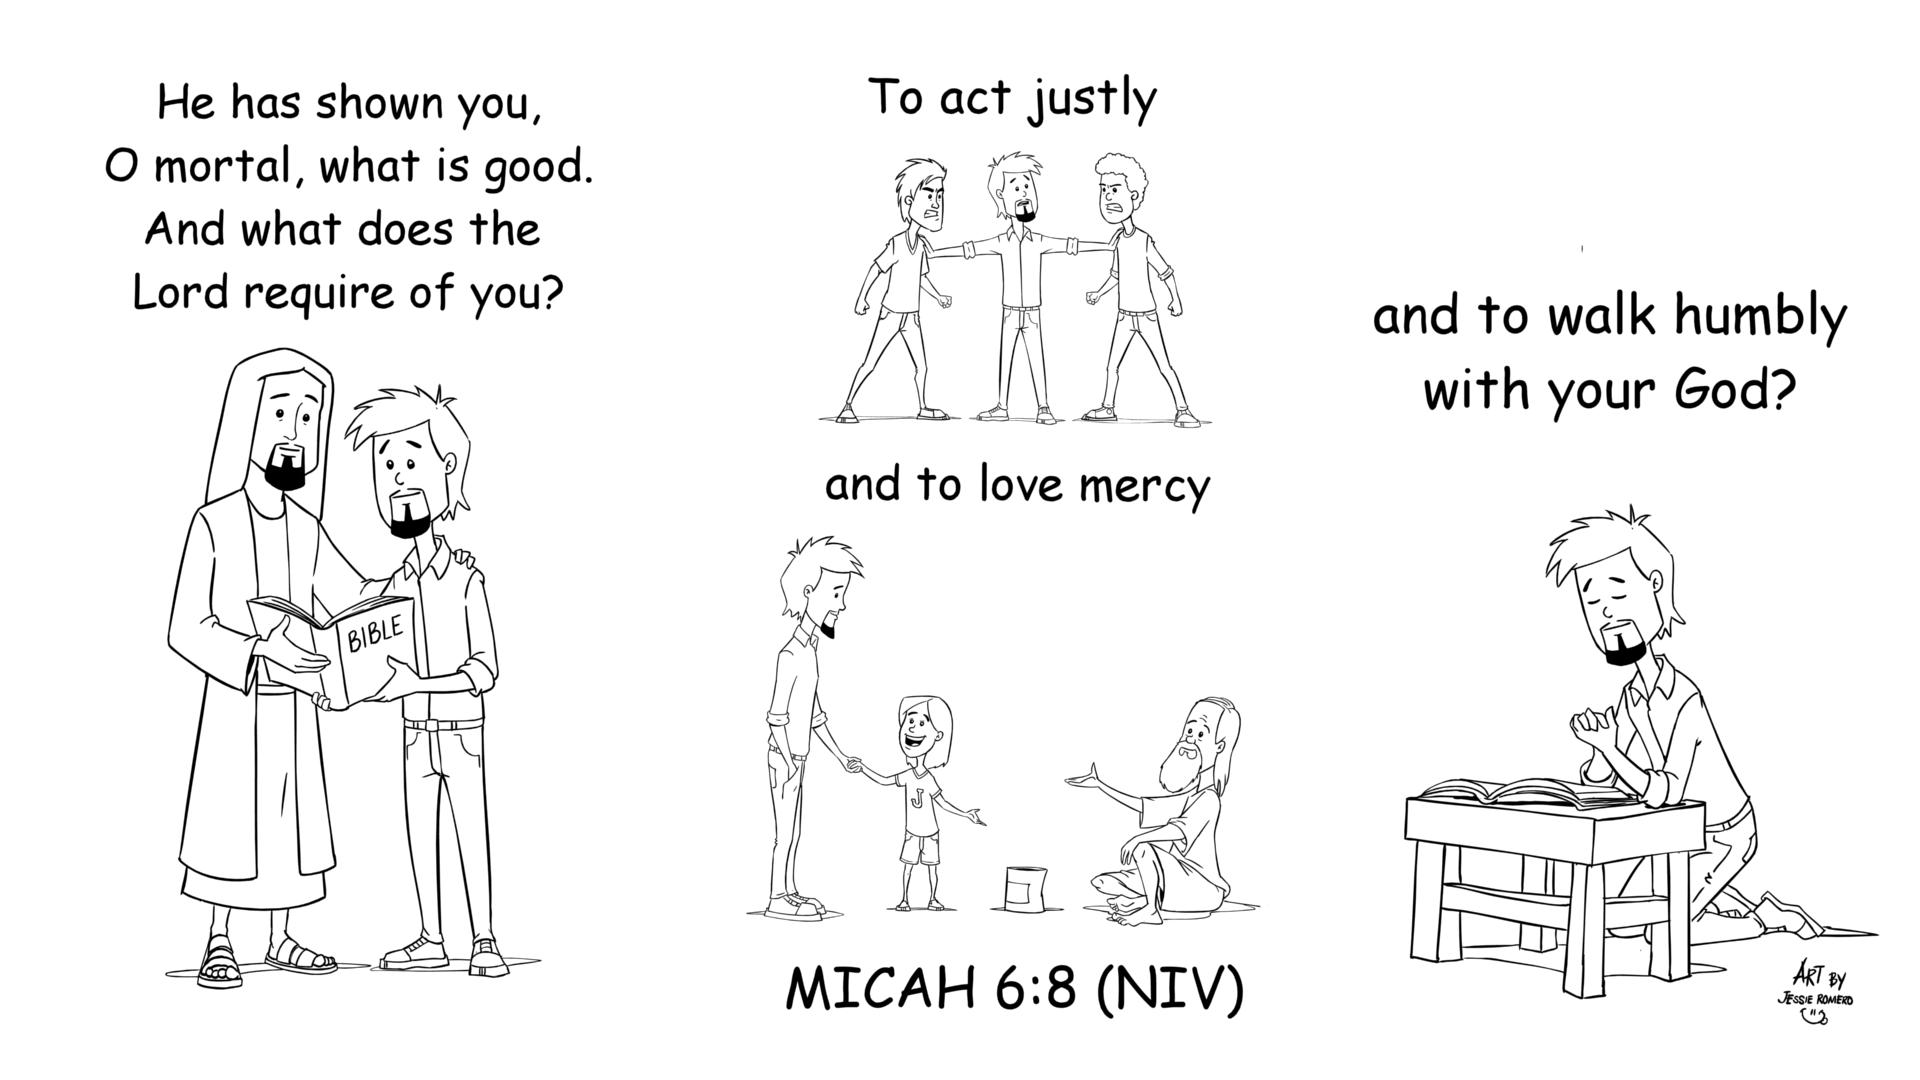 He has shown you,
O mortal, what is good.
And what does the
Lord require of you?
BIBLE
To act justly
and to love mercy
J
MICAH 6:8 (NIV)
and to walk humbly
with your God?
ART BY
JESSIE ROMERO